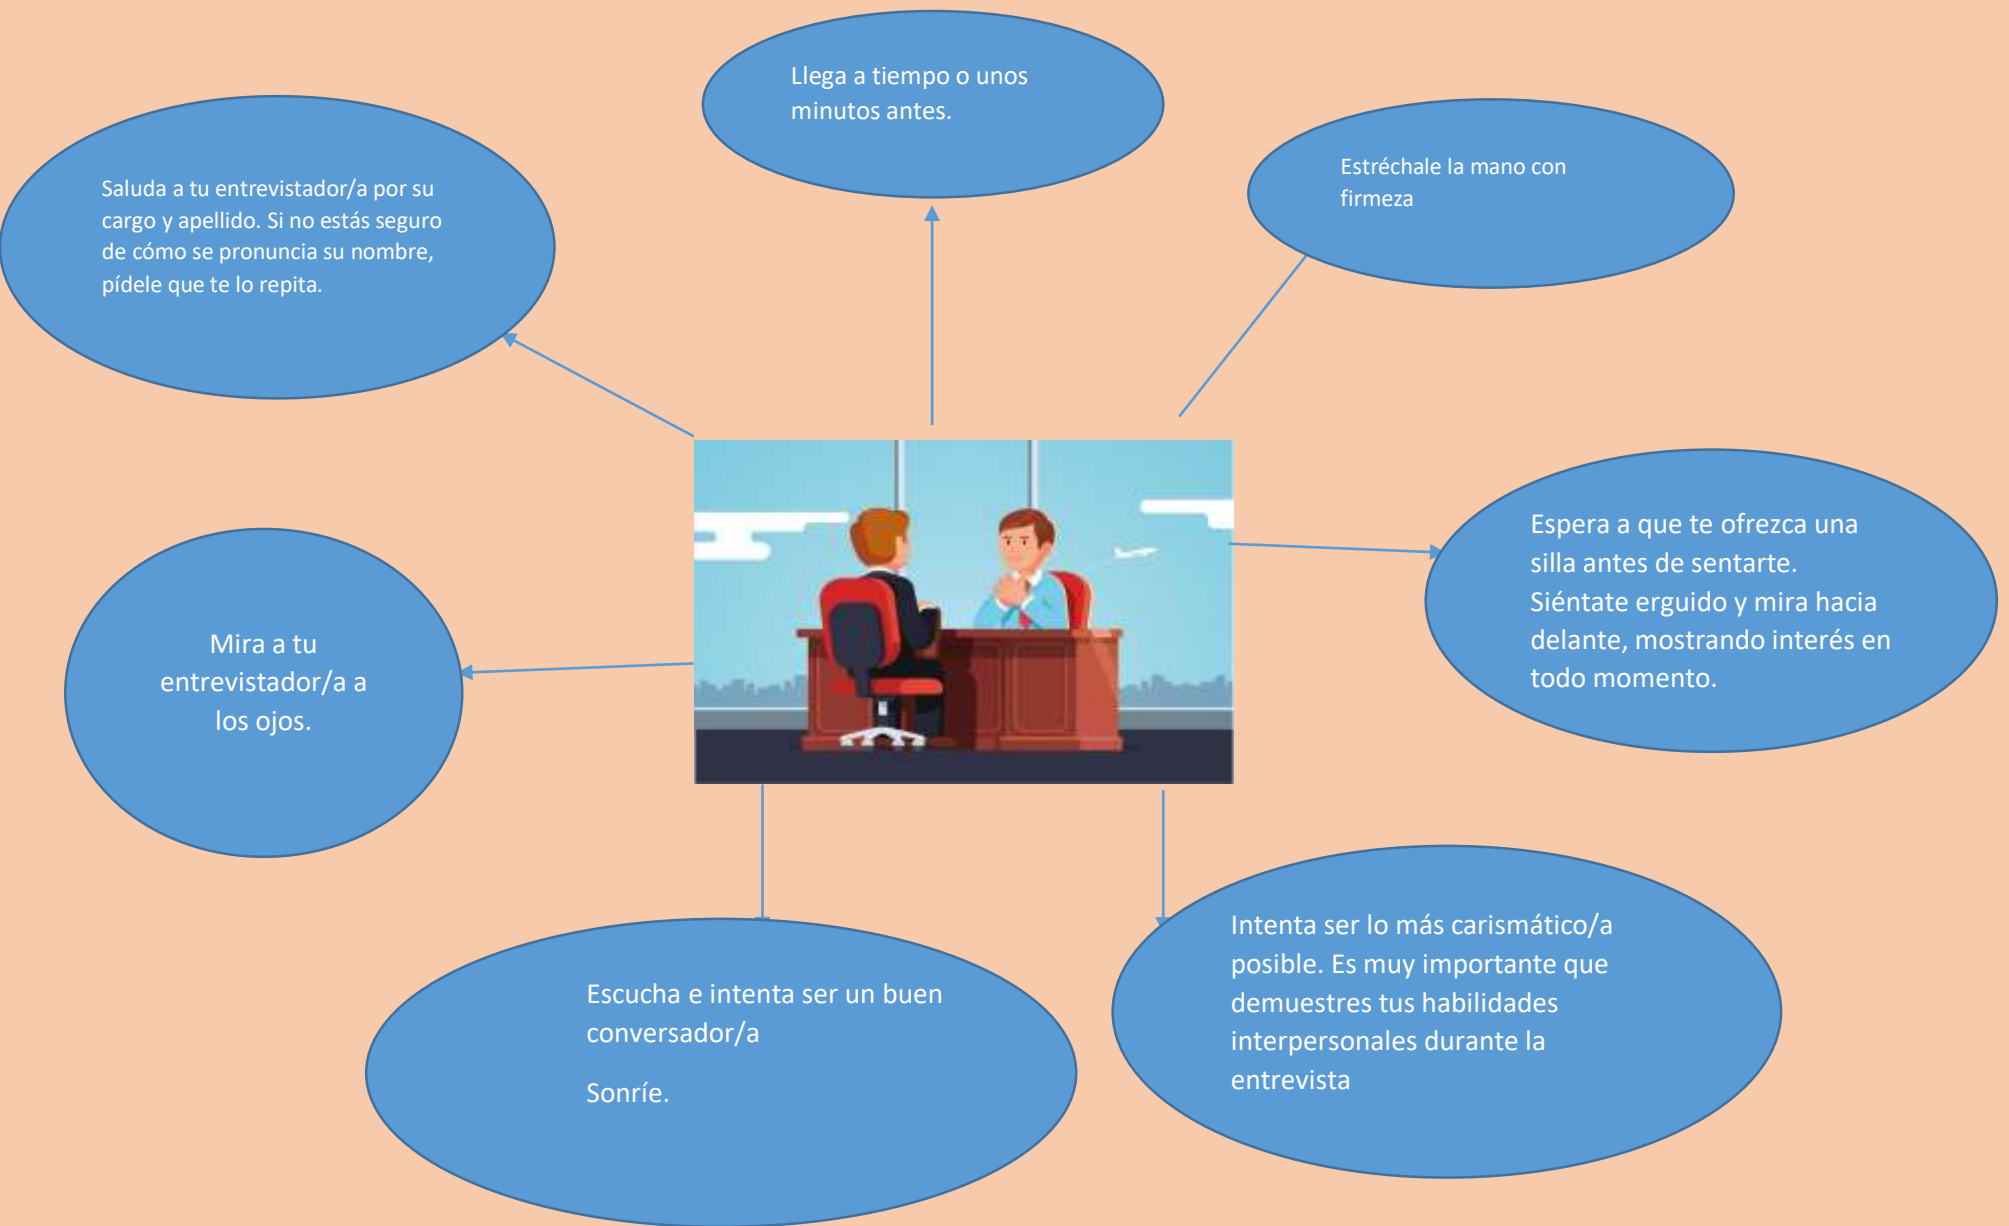 Llega a tiempo o unos
minutos antes.
Estréchale la mano con
firmeza
Saluda a tu entrevistador/a por su
cargo y apellido. Si no estás seguro
de cómo se pronuncia su nombre,
pídele que te lo repita.
Espera a que te ofrezca una
silla antes de sentarte.
Siéntate erguido y mira hacia
delante, mostrando interés en
todo momento.
Mira a tu
entrevistador/a a
los ojos.
Intenta ser lo más carismático/a
posible. Es muy importante que
demuestres tus habilidades
interpersonales durante la
entrevista
Escucha e intenta ser un buen
conversador/a
Sonríe.